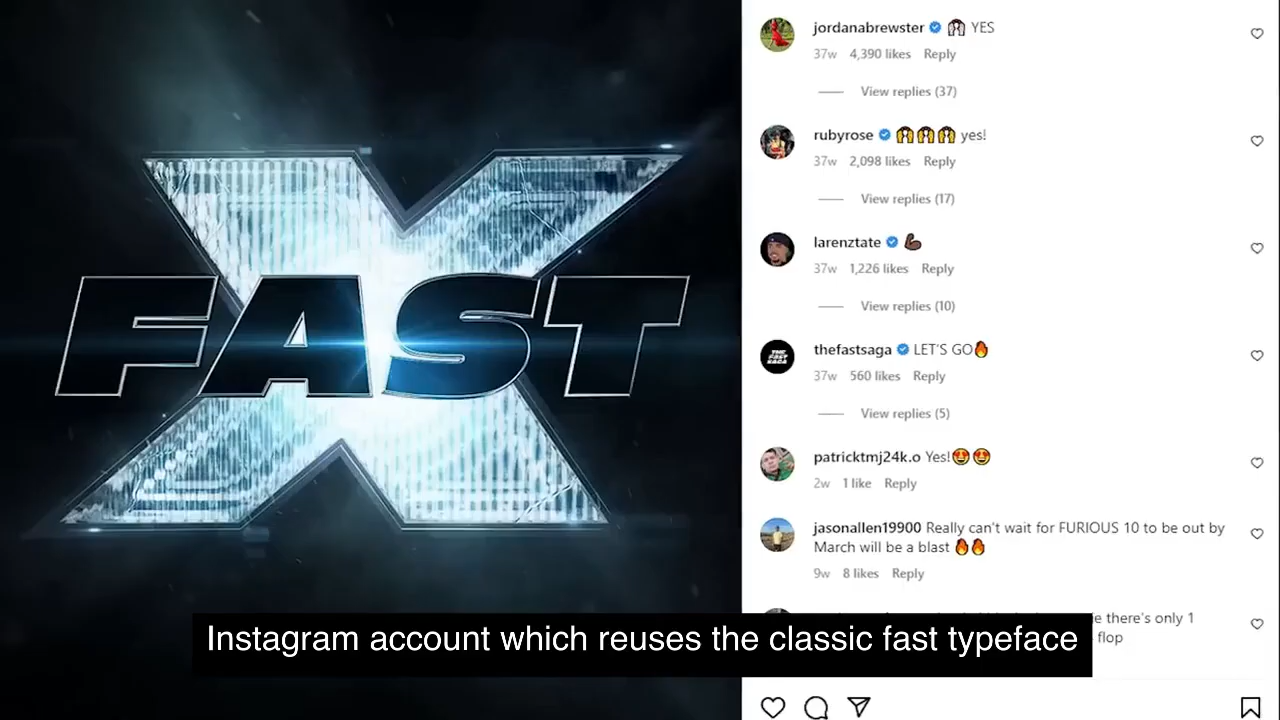 X
FAST
jordanabrewster YES
37w 4,390 likes Reply
View replies (37)
rubyrose yes!
37w 2,098 likes Reply
View replies (17)
larenztate
37w 1,226 likes Reply
View replies (10)
THE FAST SAGA
thefastsaga LET'S GO🔥
37w 560 likes Reply
View replies (5)
patricktmj24k.o Yes!🤩🤩
2w 1 like Reply
jasonallen19900 Really can't wait for FURIOUS 10 to be out by
March will be a blast 🔥🔥
9w 8 likes Reply
there's only 1
flop
Instagram account which reuses the classic fast typeface